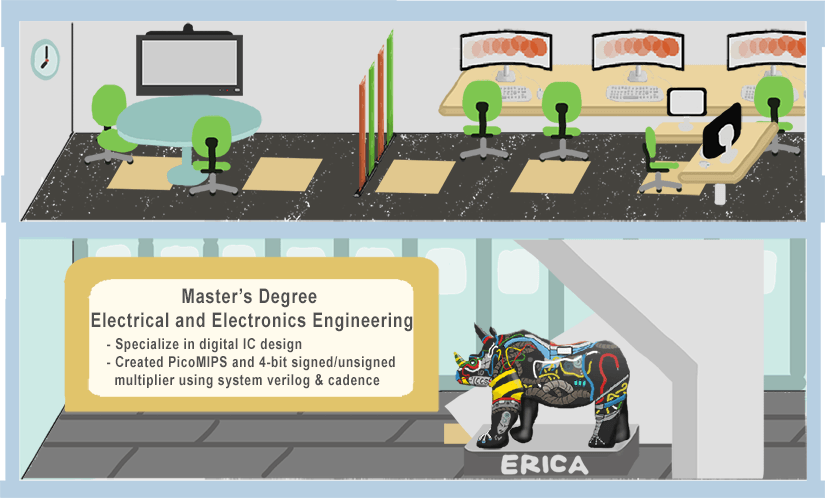 Master's Degree
Electrical and Electronics Engineering
- Specialize in digital IC design
- Created PicoMIPS and 4-bit signed/unsigned
multiplier using system verilog & cadence
ERICA